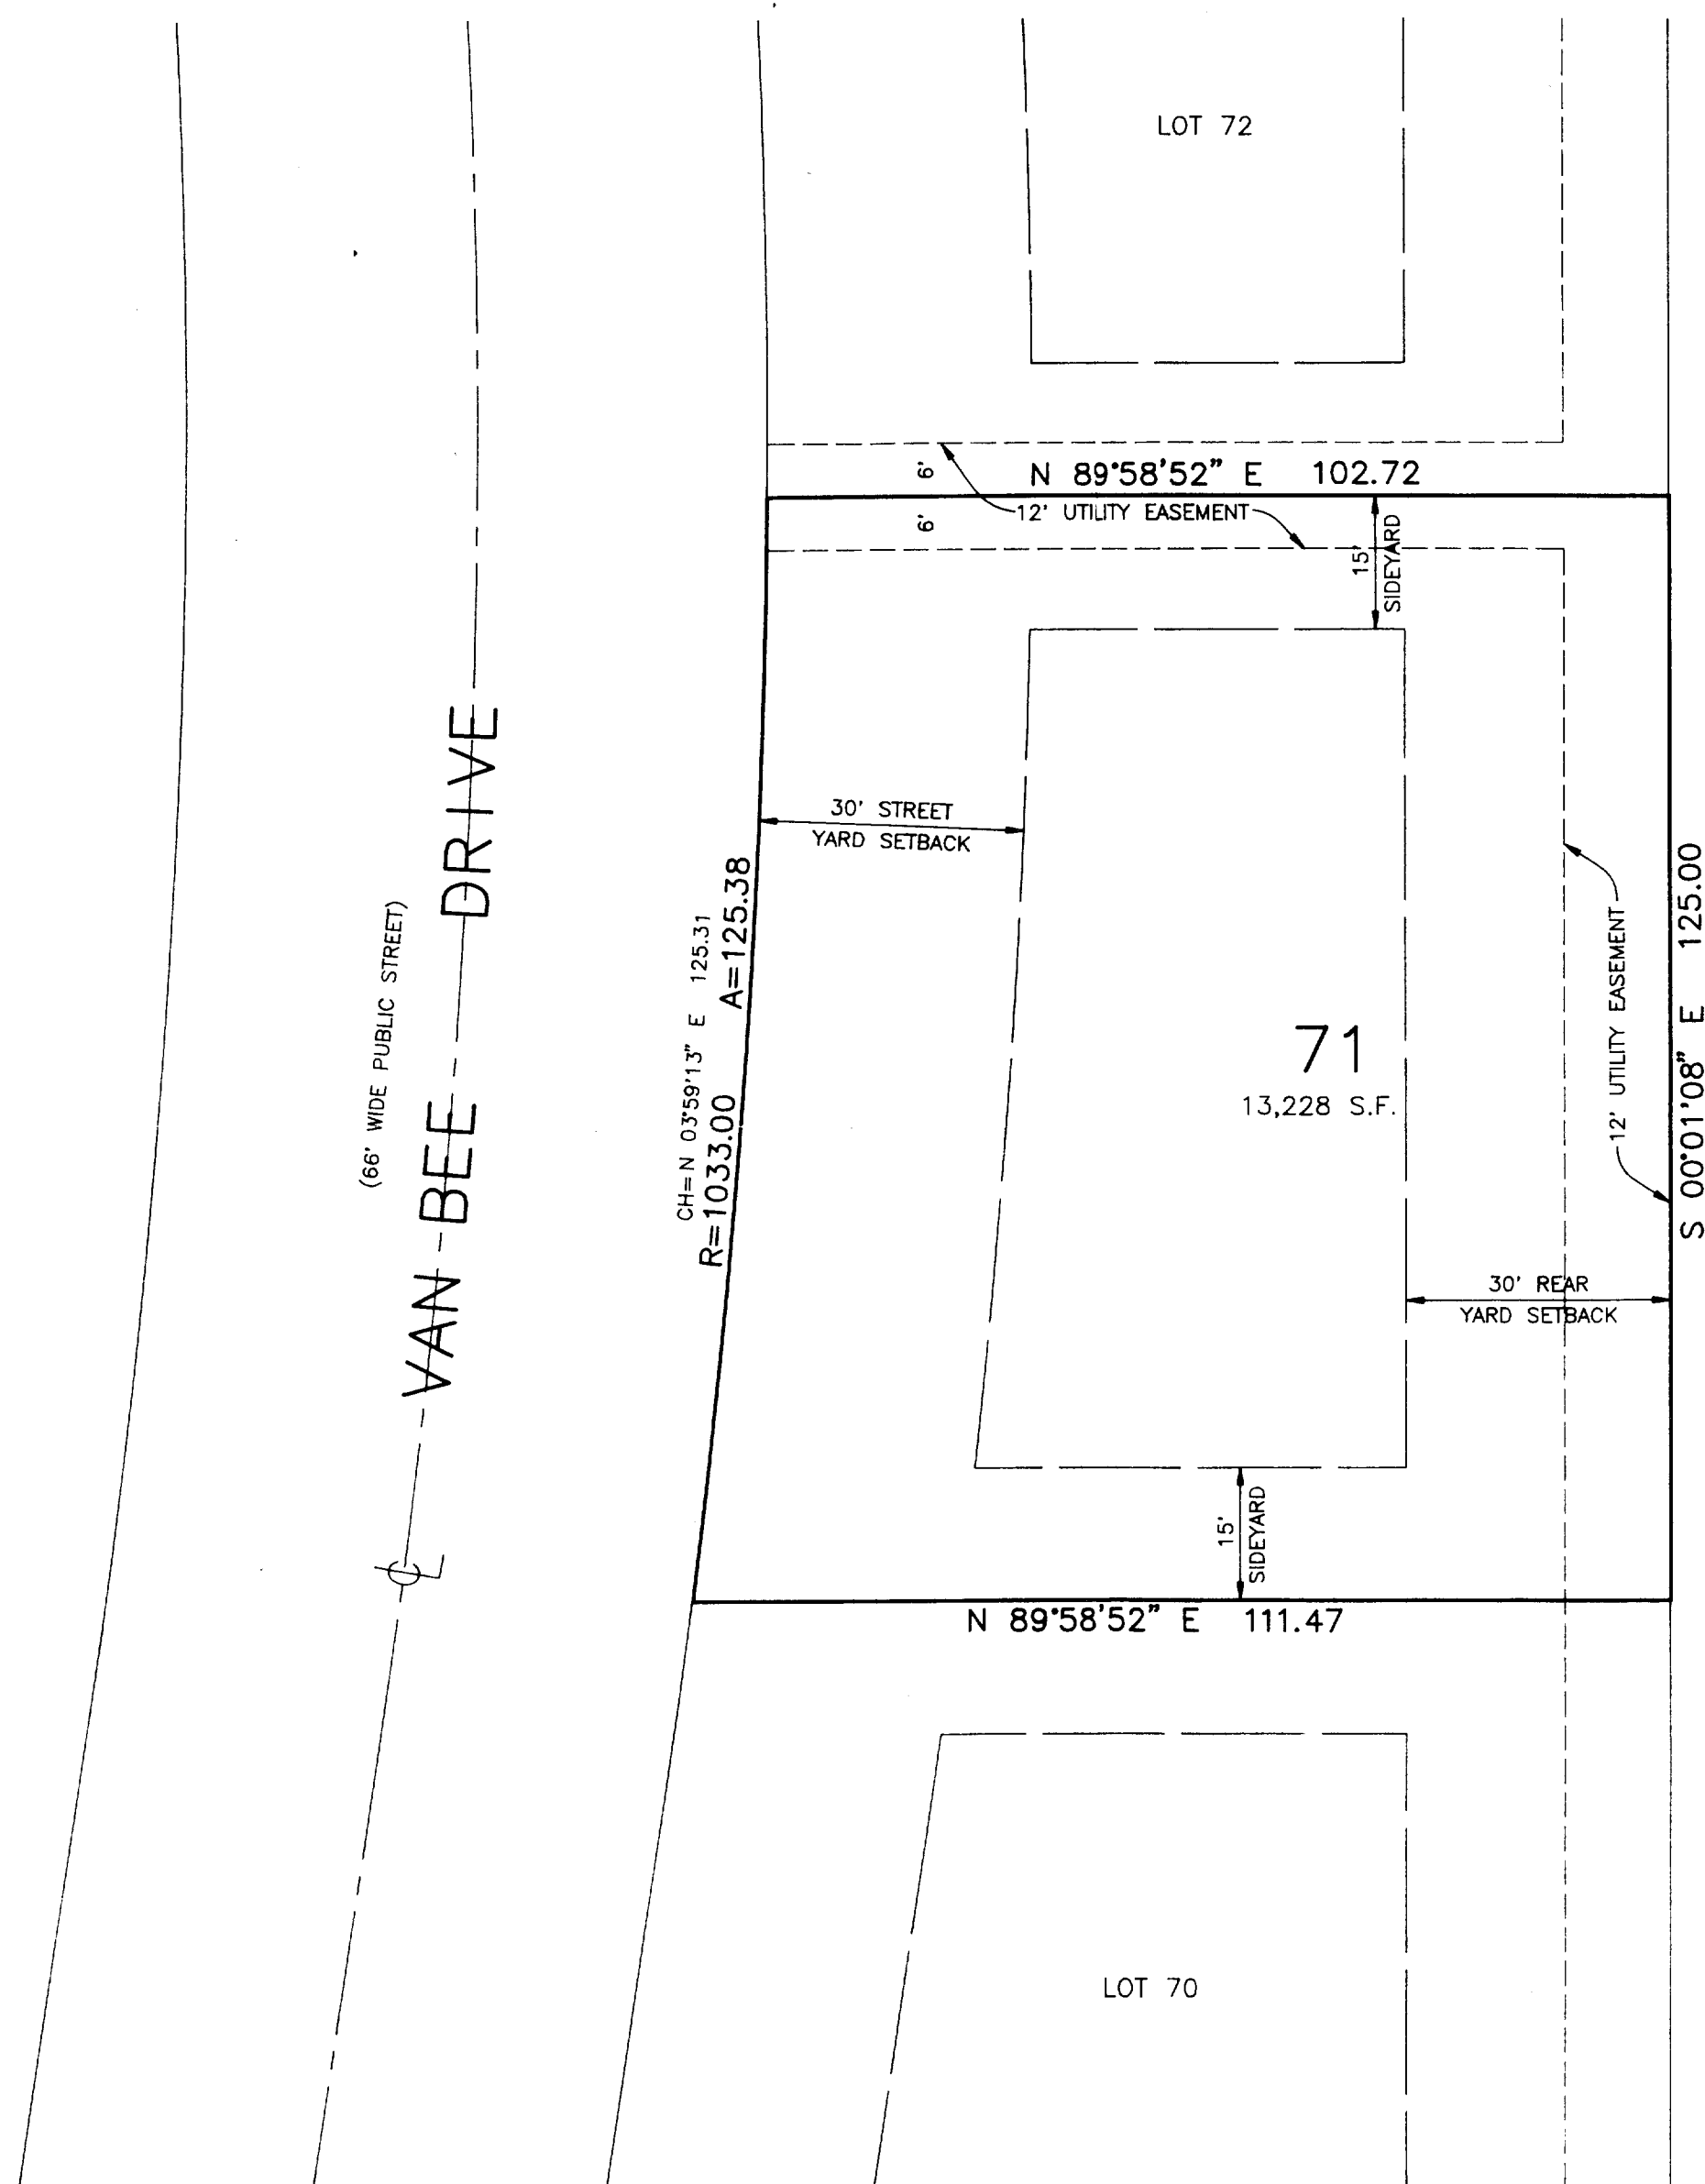 LOT 72
6'
N 89°58'52" E 102.72
6'
12' UTILITY EASEMENT
15'
SIDEYARD
30' STREET
YARD SETBACK
VAN BEE DRIVE
(66' WIDE PUBLIC STREET)
CH=N 03°59'13" E 125.31
R=1033.00 A=125.38
71
13,228 S.F.
12' UTILITY EASEMENT
S 00°01'08" E 125.00
30' REAR
YARD SETBACK
15'
SIDEYARD
CL
N 89°58'52" E 111.47
LOT 70